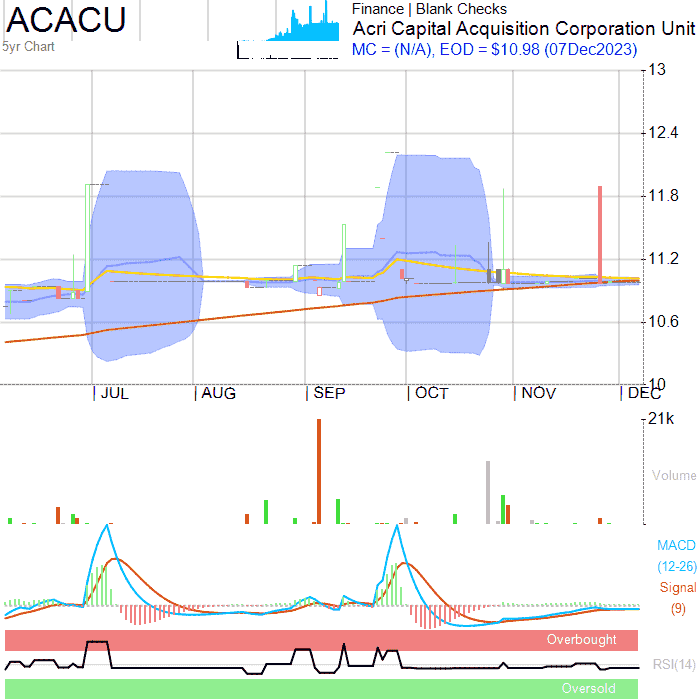 ACACU
Finance | Blank Checks
Acri Capital Acquisition Corporation Unit
5yr Chart
MC = (N/A), EOD = $10.98 (07Dec2023)
13
12.4
11.8
11.2
10.6
10
JUL
AUG
SEP
OCT
NOV
DEC
21k
Volume
MACD
(12-26)
Signal
(9)
Overbought
RSI(14)
Oversold